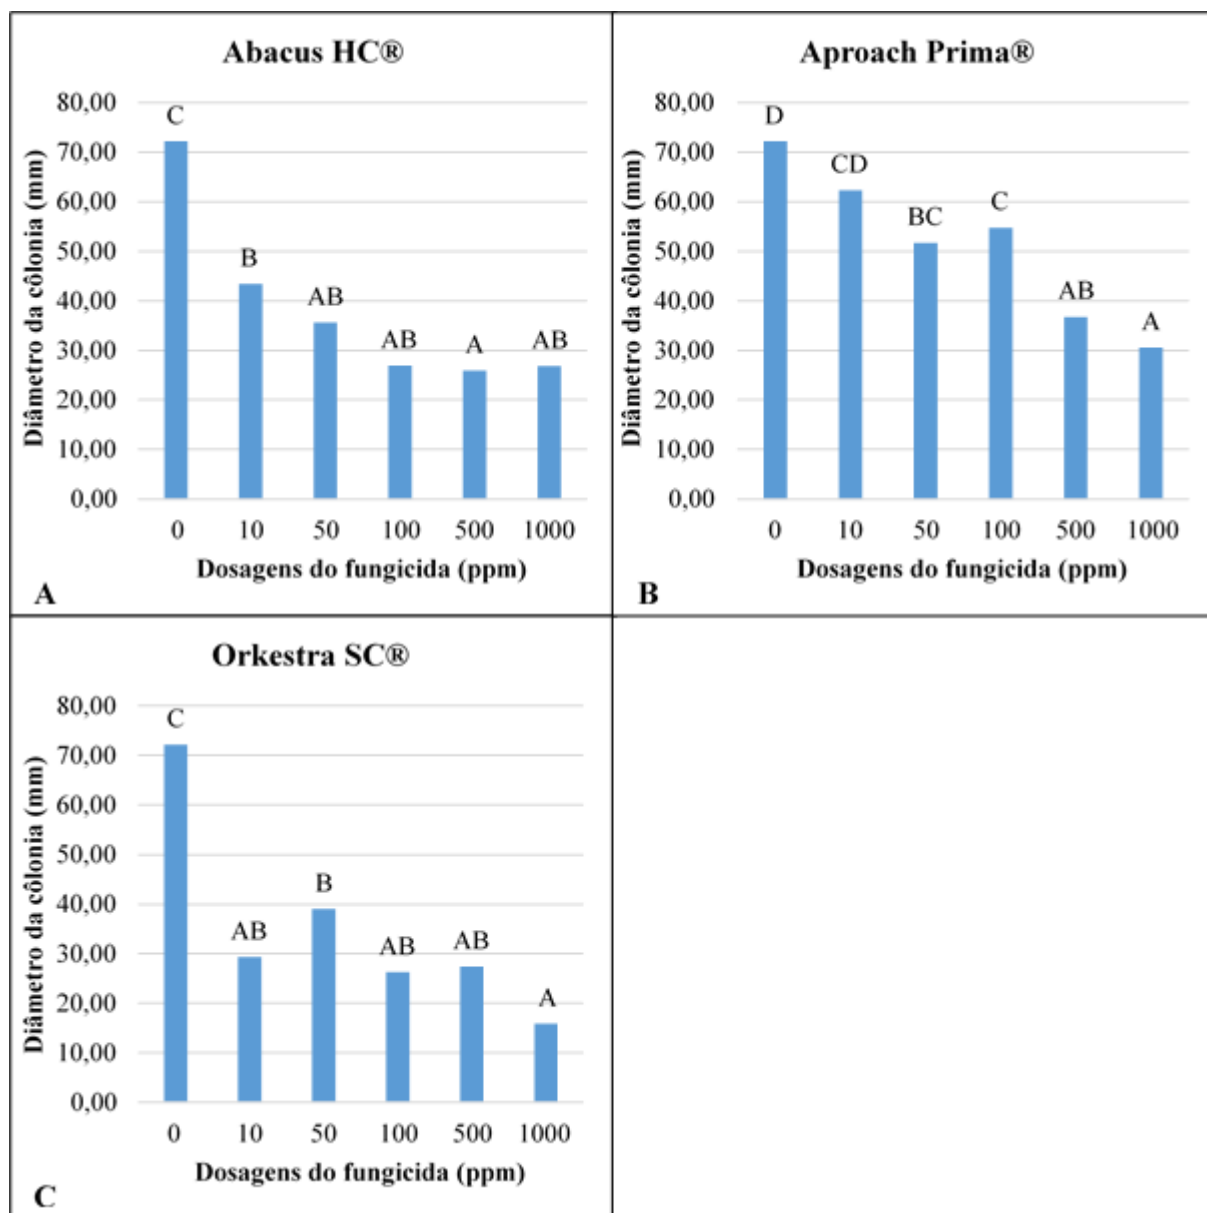 Abacus HC®
Diâmetro da côlonia (mm)
80,00
70,00
60,00
50,00
40,00
30,00
20,00
10,00
0,00
C
B
AB
AB
A
AB
0 10 50 100 500 1000
Dosagens do fungicida (ppm)
A
Aproach Prima®
Diâmetro da côlonia (mm)
80,00
70,00
60,00
50,00
40,00
30,00
20,00
10,00
0,00
D
CD
BC
C
AB
A
0 10 50 100 500 1000
Dosagens do fungicida (ppm)
B
Orkestra SC®
Diâmetro da côlonia (mm)
80,00
70,00
60,00
50,00
40,00
30,00
20,00
10,00
0,00
C
AB
B
AB
AB
A
0 10 50 100 500 1000
Dosagens do fungicida (ppm)
C